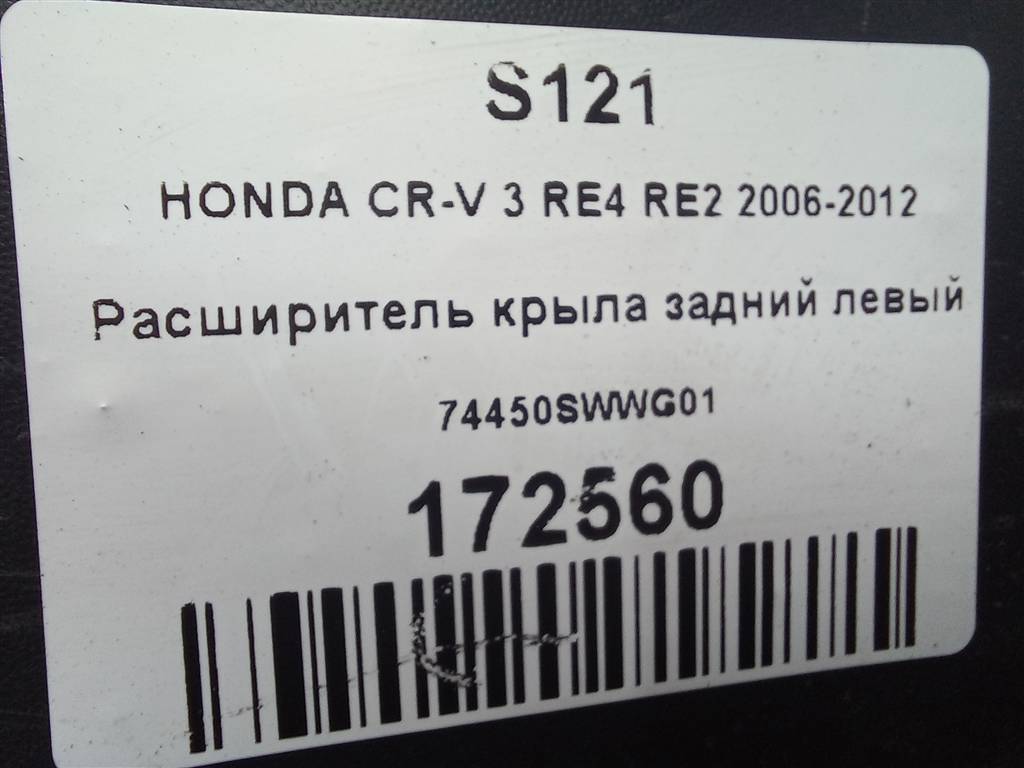 S121
HONDA CR-V 3 RE4 RE2 2006-2012
Расширитель крыла задний левый
74450SWWG01
172560